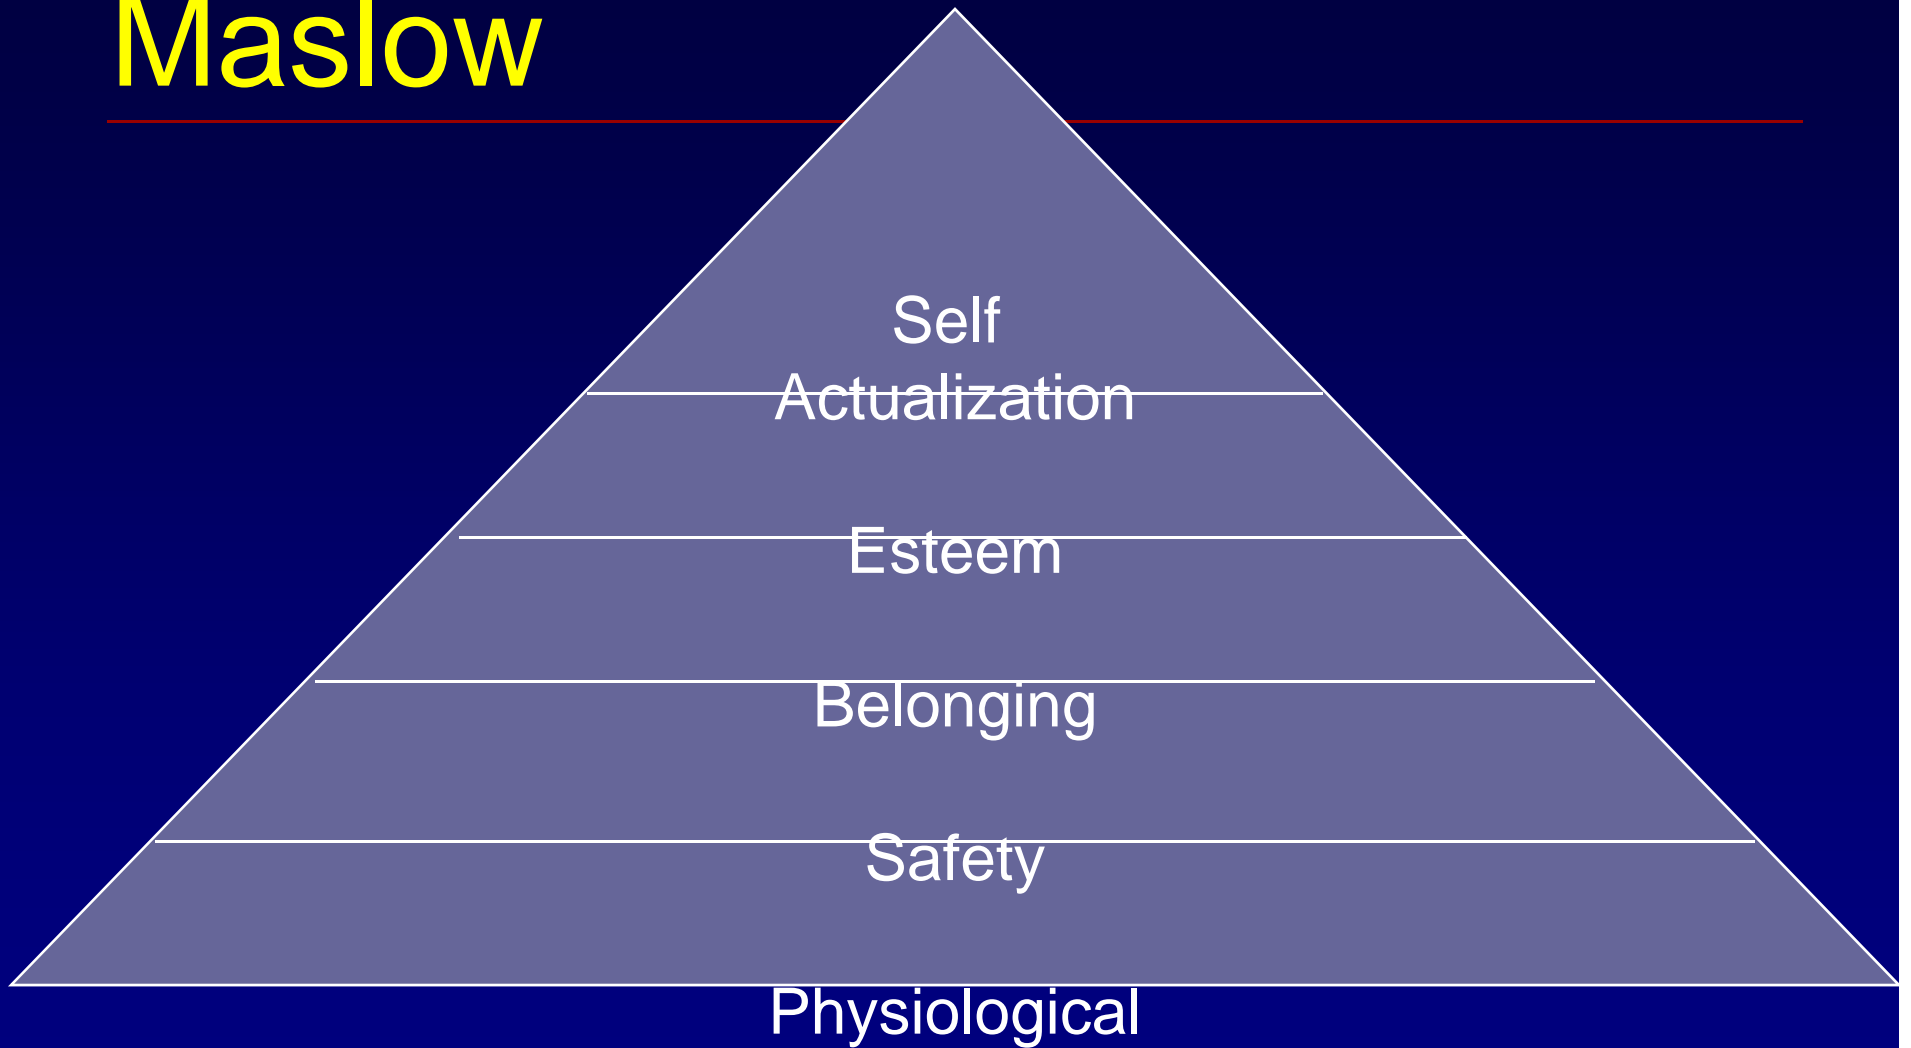 Maslow
Self
Actualization
Esteem
Belonging
Safety
Physiological